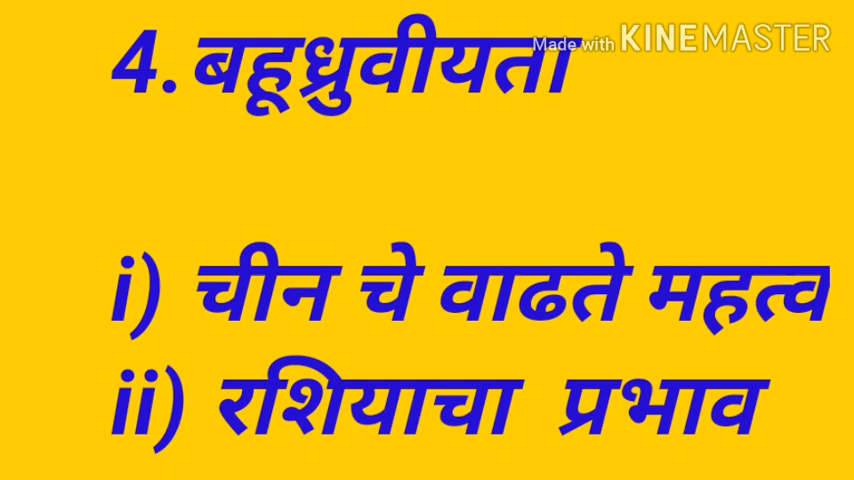 Made with KINEMASTER
4. बहूध्रुवीयता
i) चीन चे वाढते महत्व
ii) रशियाचा प्रभाव